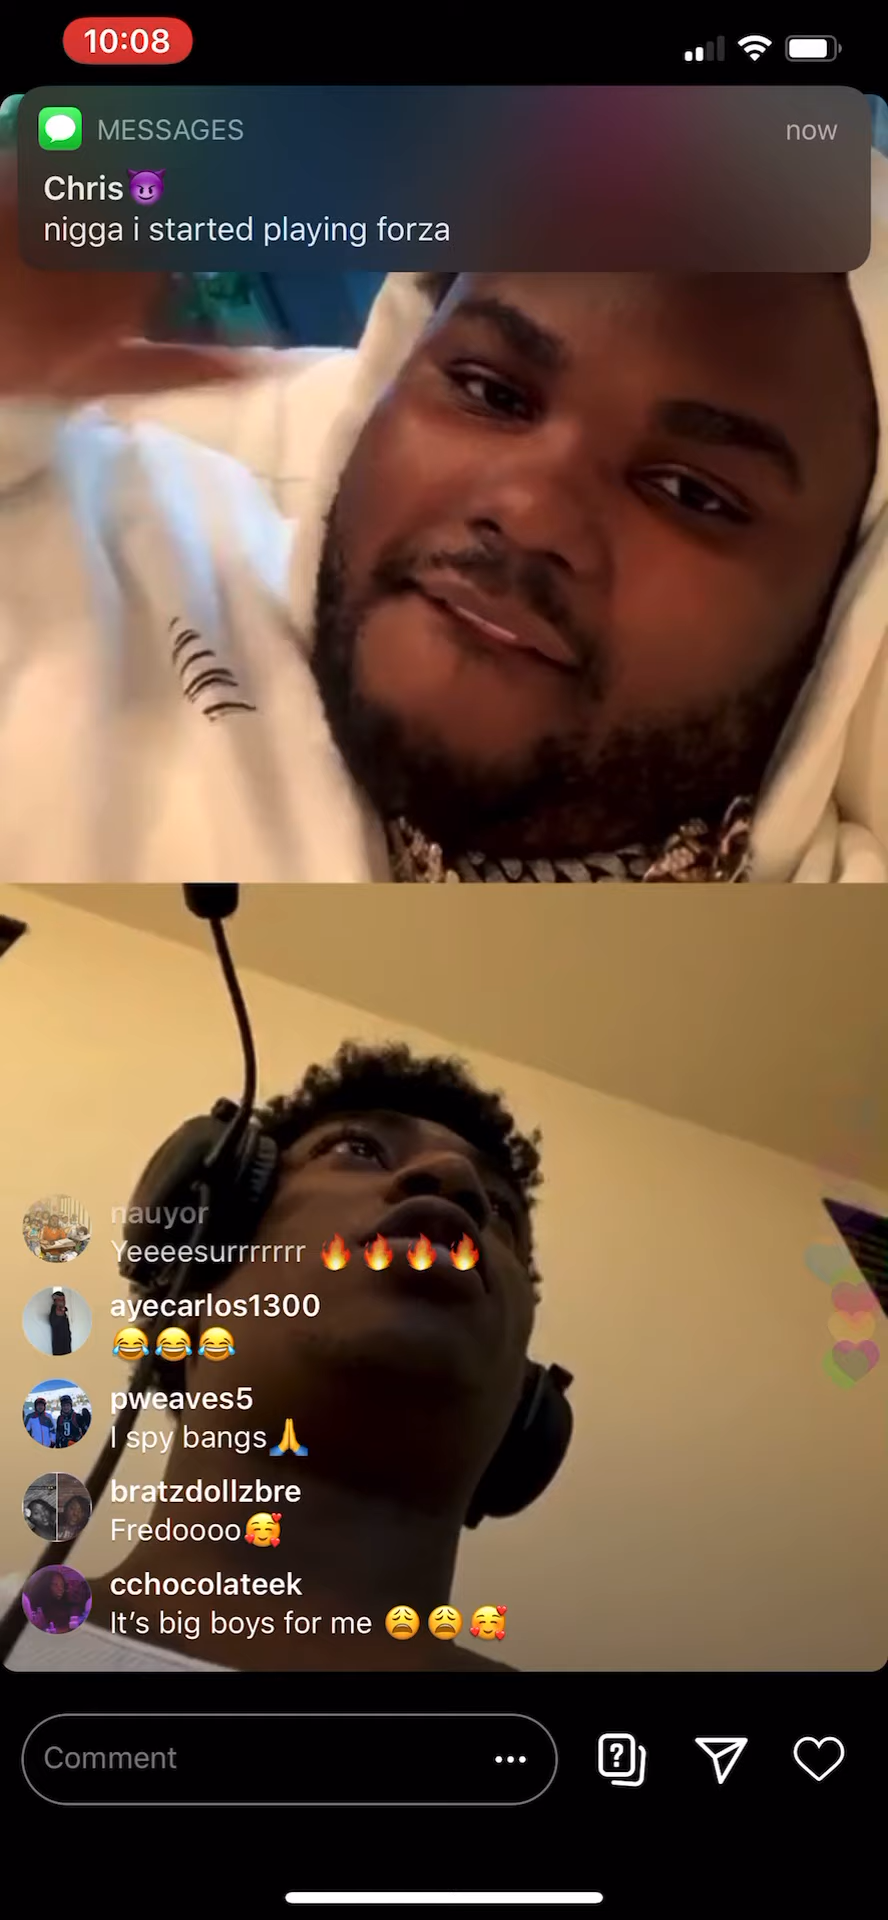 10:08
MESSAGES
now
Chris😈
nigga i started playing forza
nauyor
Yeeeesurrrrrrr 🔥🔥🔥🔥
ayecarlos1300
😂😂😂
pweaves5
I spy bangs🙏
bratzdollzbre
Fredoooo🥰
cchocolateek
It’s big boys for me 😩😩🥰
Comment